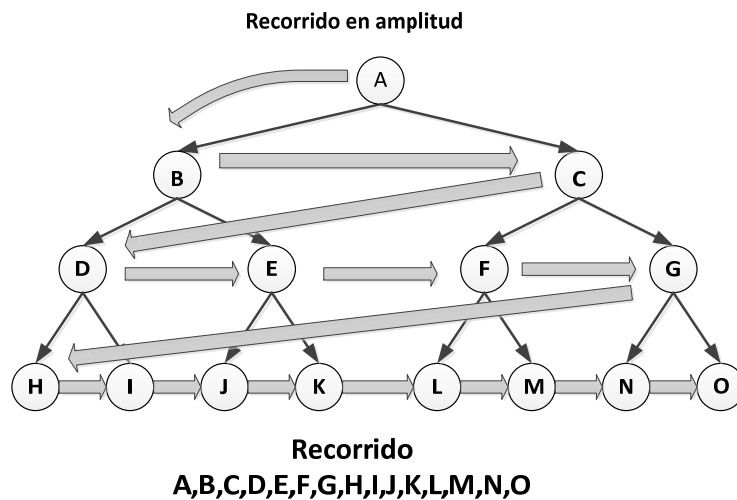 Recorrido en amplitud
A
B
C
D
E
F
G
H
I
J
K
L
M
N
O
Recorrido
A,B,C,D,E,F,G,H,I,J,K,L,M,N,O